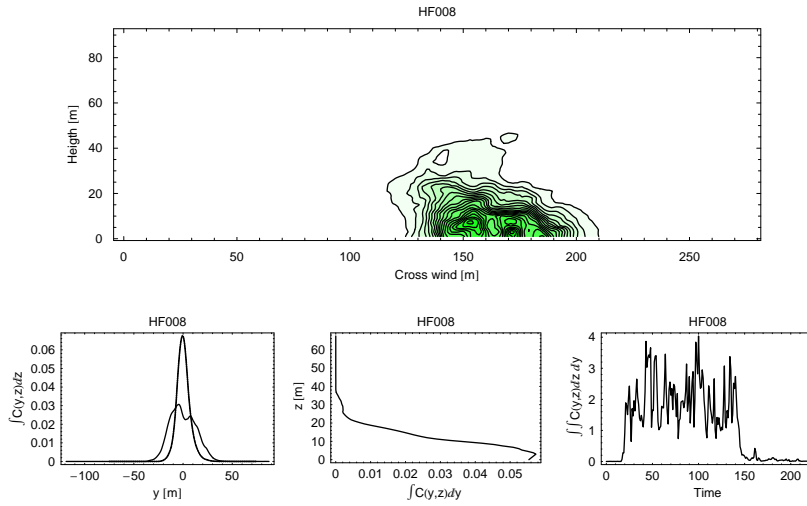 HF008
80
60
40
20
0
Heigth [m]
0 50 100 150 200 250
Cross wind [m]
HF008
0.06
0.05
0.04
0.03
0.02
0.01
0
∫C(y,z)dz
−100 −50 0 50
y [m]
HF008
60
50
40
30
20
10
0
z [m]
0 0.01 0.02 0.03 0.04 0.05
∫C(y,z)dy
HF008
4
3
2
1
0
∫∫C(y,z)dz dy
0 50 100 150 200
Time